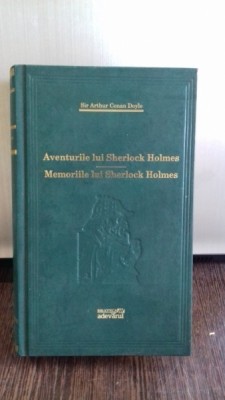 Sir Arthur Conan Doyle
Aventurile lui Sherlock Holmes
Memoriile lui Sherlock Holmes
adevărul